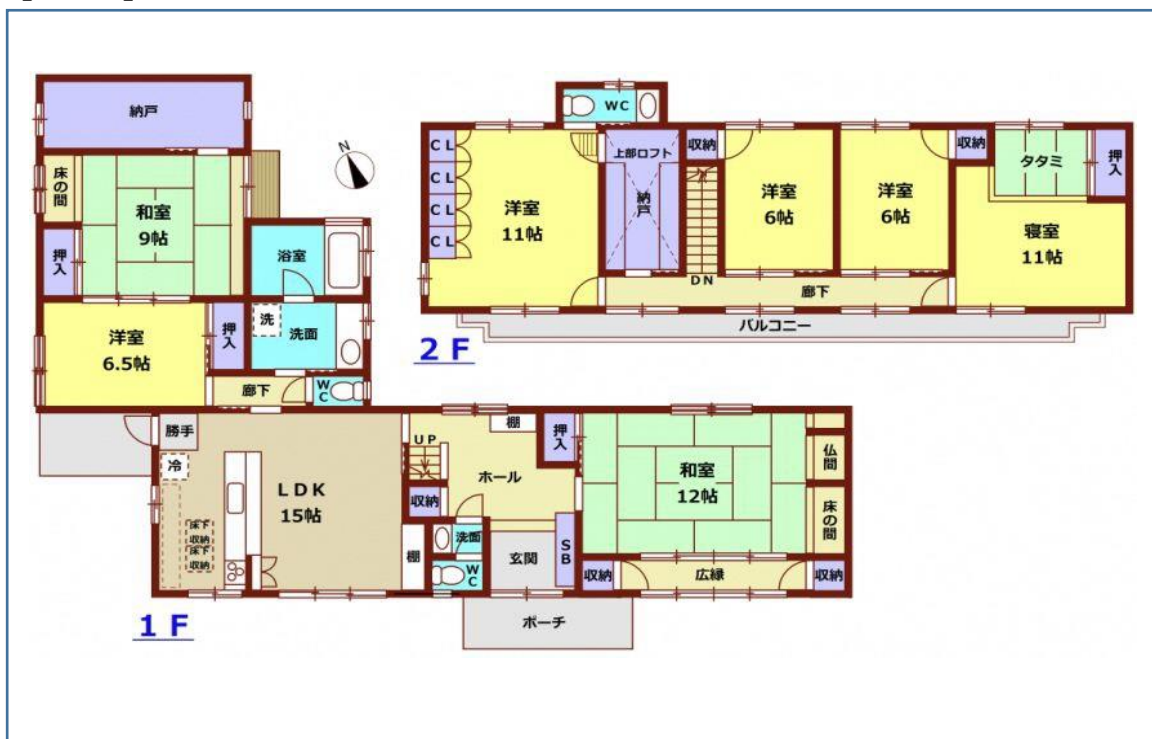 納戸
床の間
和室
9帖
押入
洋室
6.5帖
押入
浴室
洗
洗面
廊下
WC
N
勝手
冷
床下
収納
床下
収納
LDK
15帖
棚
UP
収納
ホール
棚
洗面
WC
玄関
SB
ポーチ
押入
和室
12帖
仏間
床の間
収納
広縁
収納
1F
WC
CL
CL
CL
CL
洋室
11帖
上部ロフト
納戸
収納
DN
洋室
6帖
洋室
6帖
収納
タタミ
押入
寝室
11帖
廊下
バルコニー
2F